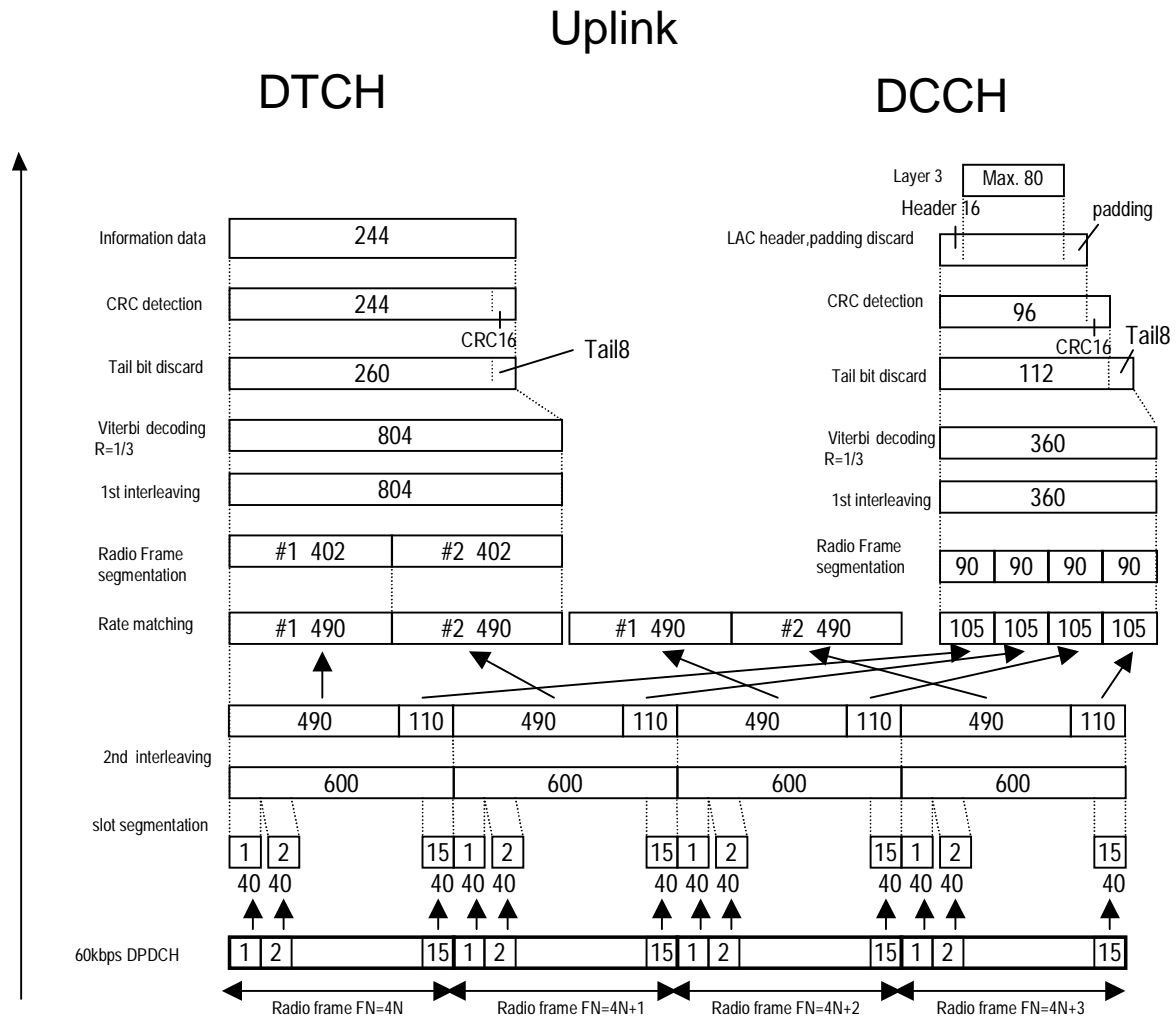 Uplink
DTCH
DCCH
Layer 3
Max. 80
Header 16
padding
Information data
244
LAC header,padding discard
CRC detection
244
CRC detection
96
CRC16
CRC16
Tail8
Tail8
Tail bit discard
260
Tail bit discard
112
Viterbi decoding
R=1/3
804
Viterbi decoding
R=1/3
360
1st interleaving
804
1st interleaving
360
Radio Frame
segmentation
#1 402
#2 402
Radio Frame
segmentation
90 90 90 90
Rate matching
#1 490
#2 490
#1 490
#2 490
105 105 105 105
490 110 490 110 490 110 490 110
2nd interleaving
600 600 600 600
slot segmentation
1 2 15 1 2 15 1 2 15 1 2 15
40 40 40 40 40 40 40 40 40 40 40 40
60kbps DPDCH
1 2 15 1 2 15 1 2 15 1 2 15
Radio frame FN=4N
Radio frame FN=4N+1
Radio frame FN=4N+2
Radio frame FN=4N+3